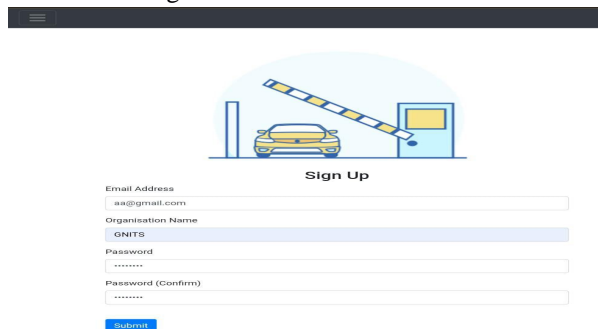 Sign Up
Email Address
aa@gmail.com
Organisation Name
GNITS
Password
••••••••
Password (Confirm)
••••••••
Submit